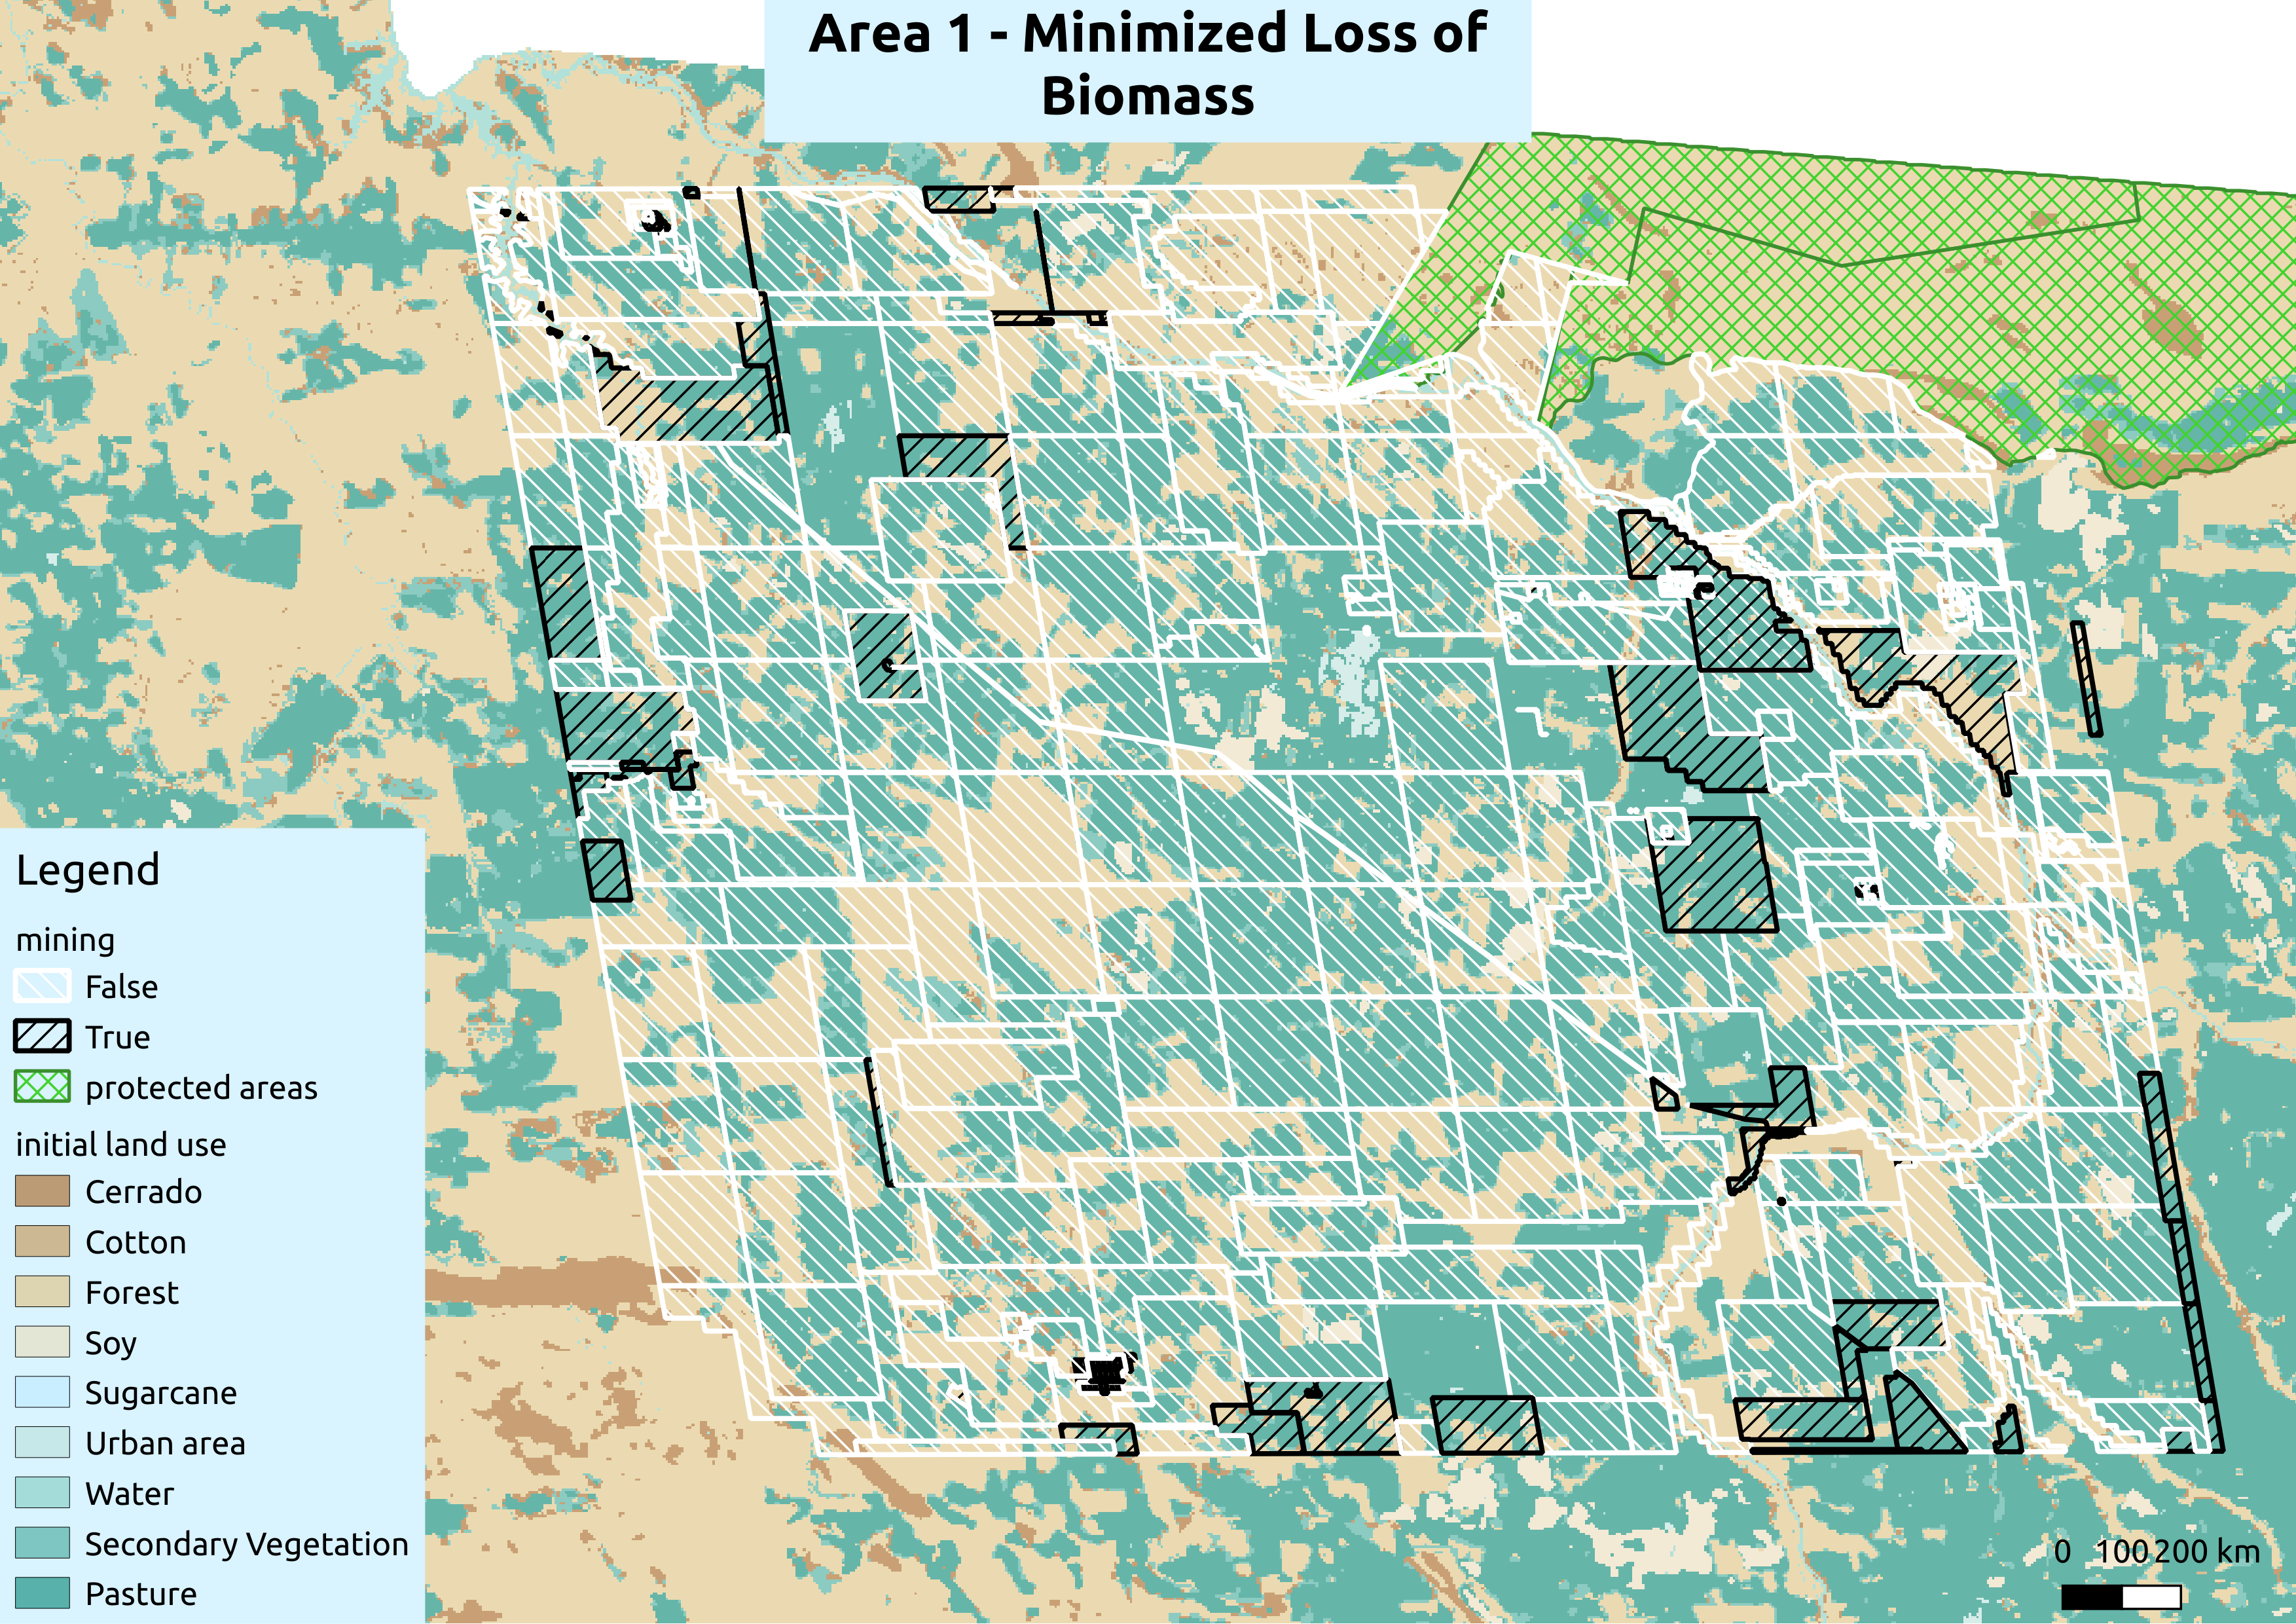 Area 1 - Minimized Loss of
Biomass
Legend
mining
False
True
protected areas
initial land use
Cerrado
Cotton
Forest
Soy
Sugarcane
Urban area
Water
Secondary Vegetation
Pasture
0 100 200 km